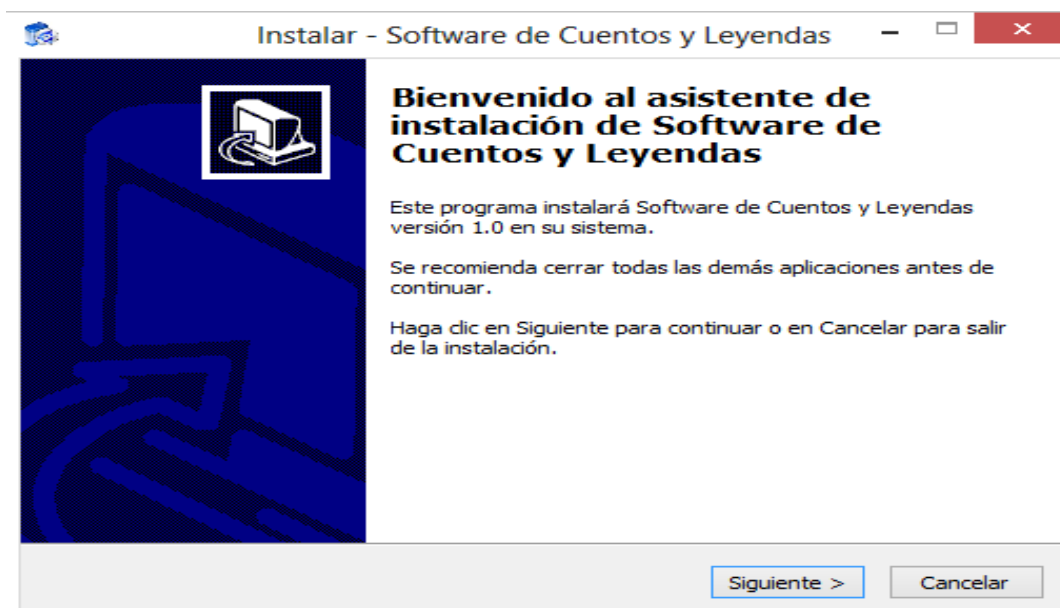 Instalar - Software de Cuentos y Leyendas
Bienvenido al asistente de
instalación de Software de
Cuentos y Leyendas
Este programa instalará Software de Cuentos y Leyendas
versión 1.0 en su sistema.
Se recomienda cerrar todas las demás aplicaciones antes de
continuar.
Haga clic en Siguiente para continuar o en Cancelar para salir
de la instalación.
Siguiente >
Cancelar